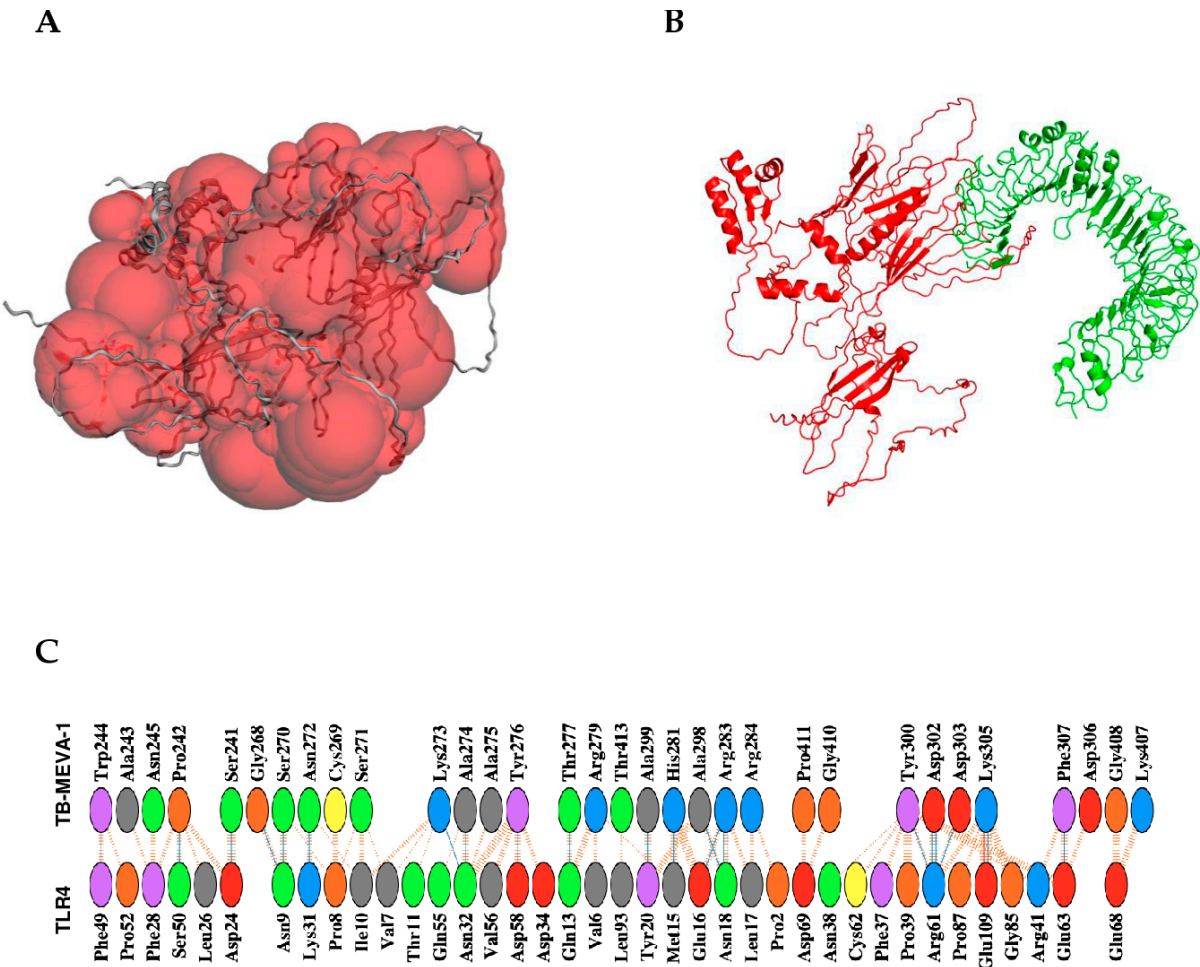 A
B
C
TB-MEVA-1
Trp244
Ala243
Asn245
Pro242
Ser241
Gly268
Ser270
Asn272
Cys269
Ser271
Lys273
Ala274
Ala275
Tyr276
Thr277
Arg279
Thr413
Ala299
His281
Ala298
Arg283
Arg284
Pro411
Gly410
Tyr300
Asp302
Asp303
Lys305
Phe307
Asp306
Gly408
Lys407
TLR4
Phe49
Pro52
Phe28
Ser50
Leu26
Asp24
Asn9
Lys31
Pro8
Ile10
Val7
Thr11
Gln55
Asn32
Val56
Asp58
Asp34
Gln13
Val6
Leu93
Tyr20
Met15
Glu16
Asn18
Leu17
Pro2
Asp69
Asn38
Cys62
Phe37
Pro39
Arg61
Pro87
Glu109
Gly85
Arg41
Glu63
Glu68